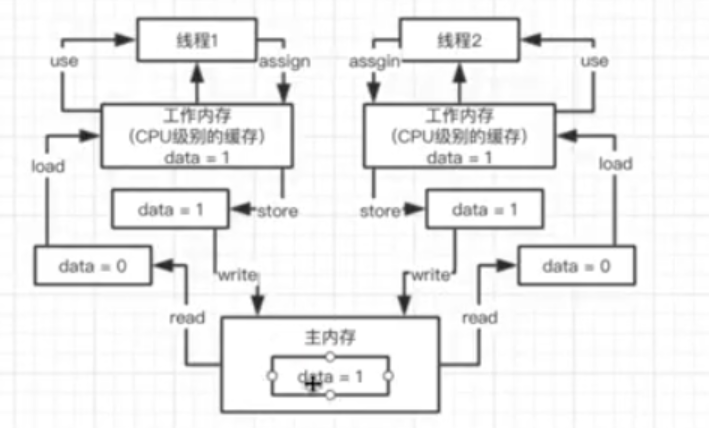 线程1
线程2
use
assign
assgin
use
工作内存
（CPU级别的缓存）
data = 1
工作内存
（CPU级别的缓存）
data = 1
load
load
data = 1
store
store
data = 1
data = 0
write
write
data = 0
read
read
主内存
data = 1